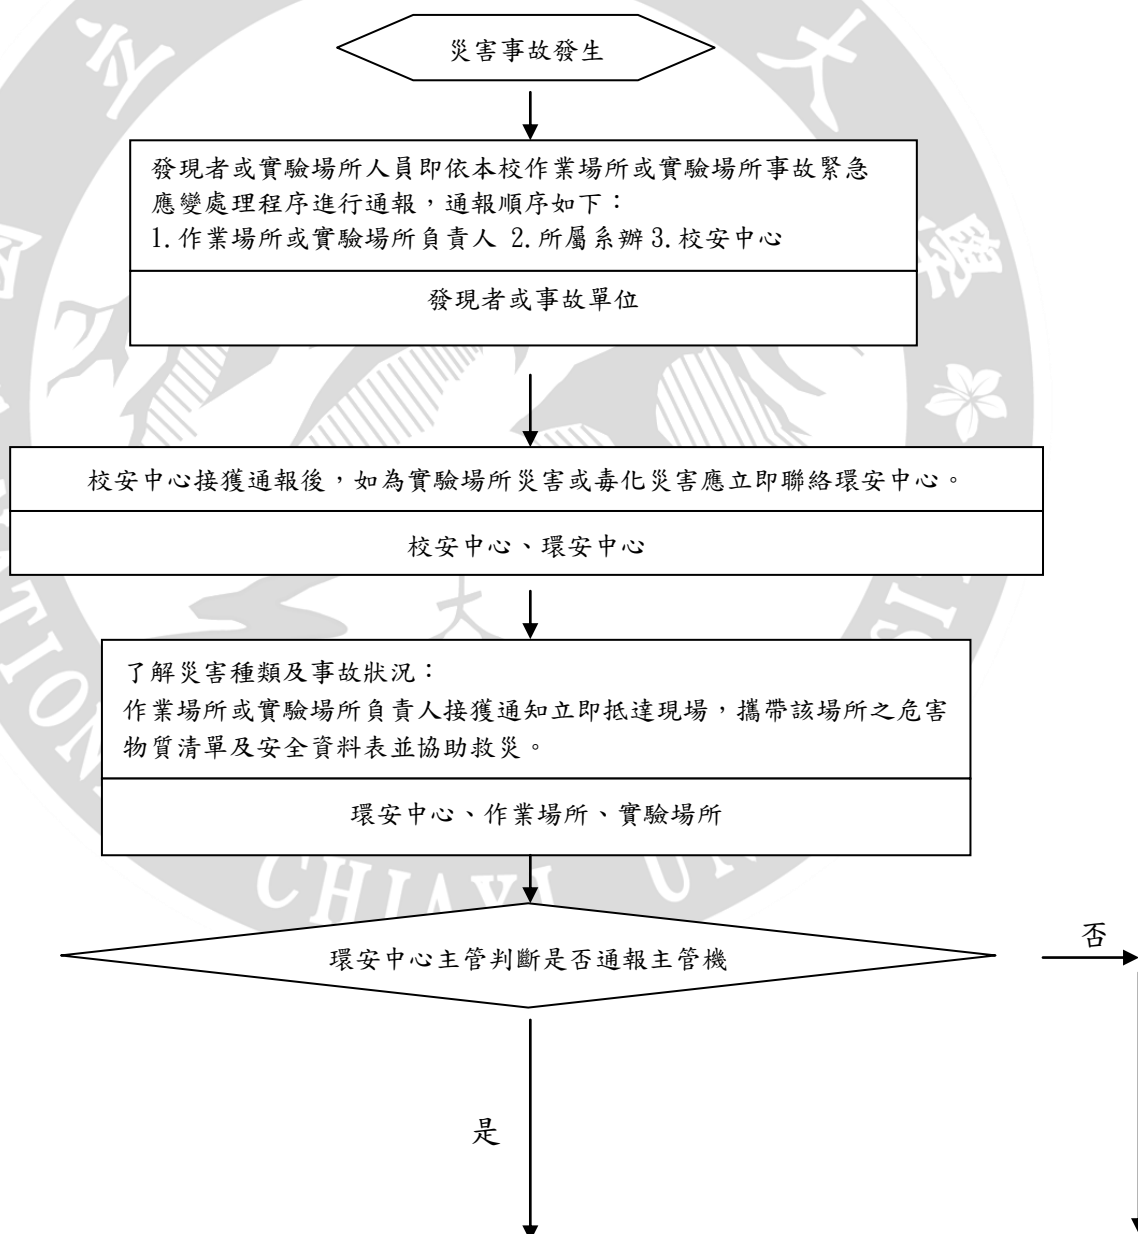 災害事故發生
發現者或實驗場所人員即依本校作業場所或實驗場所事故緊急
應變處理程序進行通報，通報順序如下：
1.作業場所或實驗場所負責人 2.所屬系辦 3.校安中心
發現者或事故單位
校安中心接獲通報後，如為實驗場所災害或毒化災害應立即聯絡環安中心。
校安中心、環安中心
了解災害種類及事故狀況：
作業場所或實驗場所負責人接獲通知立即抵達現場，攜帶該場所之危害
物質清單及安全資料表並協助救災。
環安中心、作業場所、實驗場所
環安中心主管判斷是否通報主管機
否
是
立
大
學
大
CHIAYI